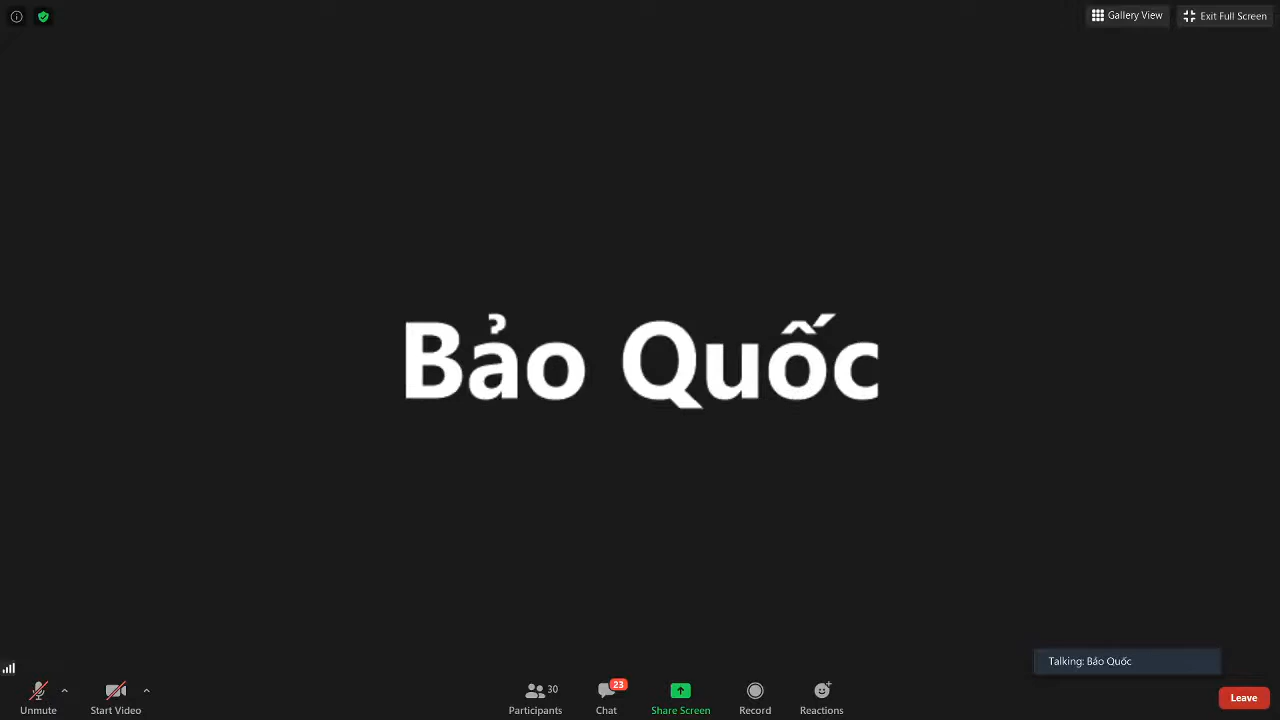 Gallery View
Exit Full Screen
Bảo Quốc
Talking: Bảo Quốc
Unmute
Start Video
Participants
30
Chat
23
Share Screen
Record
Reactions
Leave